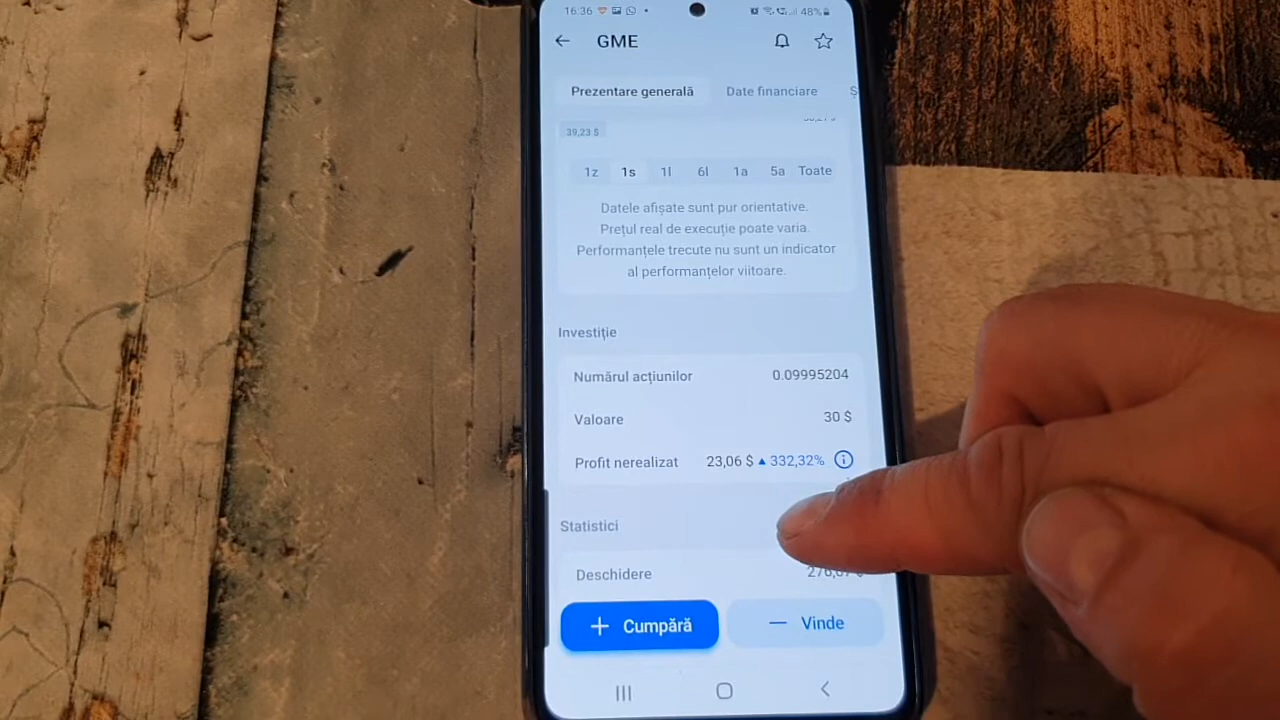 16:36 48%
GME
Prezentare generală Date financiare
39,23 $
1z 1s 1l 6l 1a 5a Toate
Datele afișate sunt pur orientative.
Prețul real de execuție poate varia.
Performanțele trecute nu sunt un indicator
al performanțelor viitoare.
Investiție
Numărul acțiunilor 0.09995204
Valoare 30 $
Profit nerealizat 23,06 $ ▲ 332,32%
Statistici
Deschidere
+ Cumpără — Vinde